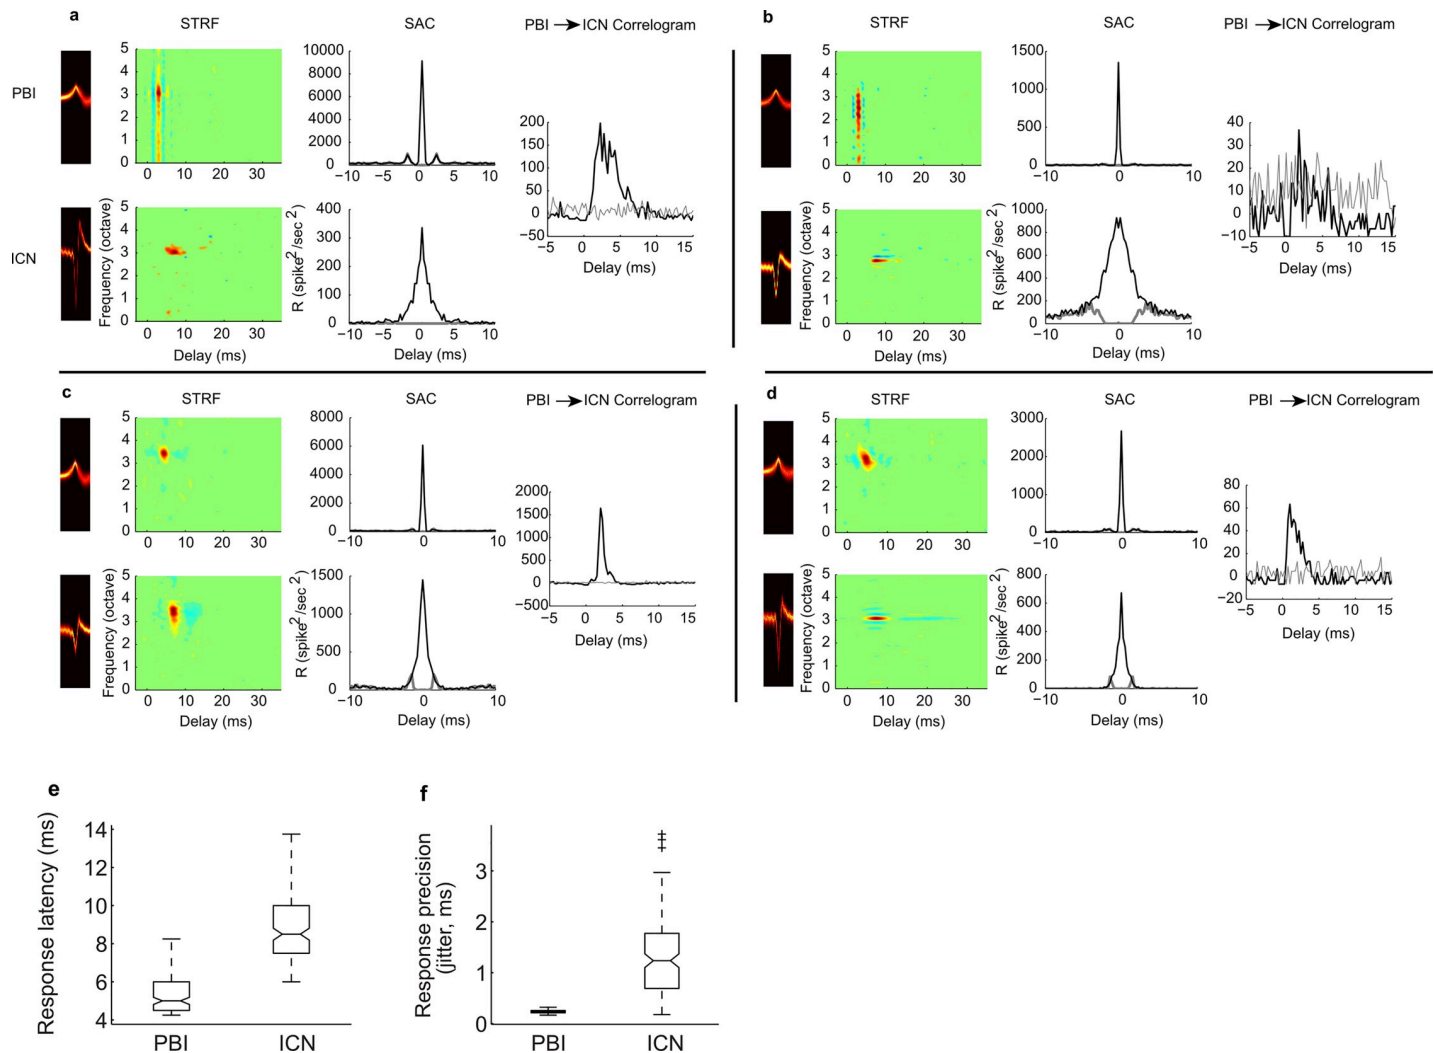 a
STRF
SAC
PBI → ICN Correlogram
PBI
5
4
3
2
1
0
0 10 20 30
10000
8000
6000
4000
2000
0
−10 −5 0 5 10
200
150
100
50
0
−50
−5 0 5 10 15
Delay (ms)
ICN
Frequency (octave)
5
4
3
2
1
0
0 10 20 30
Delay (ms)
R (spike²/sec²)
400
300
200
100
0
−10 −5 0 5 10
Delay (ms)
b
STRF
SAC
PBI → ICN Correlogram
5
4
3
2
1
0
0 10 20 30
1500
1000
500
0
−10 0 10
40
30
20
10
0
−10
−5 0 5 10 15
Delay (ms)
Frequency (octave)
5
4
3
2
1
0
0 10 20 30
Delay (ms)
R (spike²/sec²)
1000
800
600
400
200
0
−10 0 10
Delay (ms)
c
STRF
SAC
PBI → ICN Correlogram
5
4
3
2
1
0
0 10 20 30
8000
6000
4000
2000
0
−10 0 10
2000
1500
1000
500
0
−500
−5 0 5 10 15
Delay (ms)
Frequency (octave)
5
4
3
2
1
0
0 10 20 30
Delay (ms)
R (spike²/sec²)
1500
1000
500
0
−10 0 10
Delay (ms)
d
STRF
SAC
PBI → ICN Correlogram
5
4
3
2
1
0
0 10 20 30
3000
2000
1000
0
−10 0 10
80
60
40
20
0
−20
−5 0 5 10 15
Delay (ms)
Frequency (octave)
5
4
3
2
1
0
0 10 20 30
Delay (ms)
R (spike²/sec²)
800
600
400
200
0
−10 0 10
Delay (ms)
e
Response latency (ms)
14
12
10
8
6
4
PBI ICN
f
Response precision
(jitter, ms)
3
2
1
0
PBI ICN